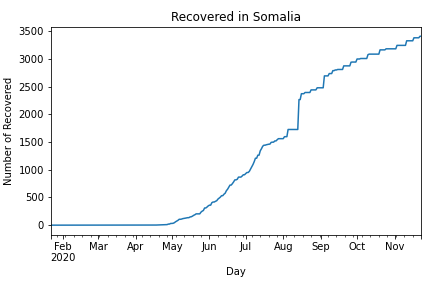 Recovered in Somalia
Number of Recovered
3500
3000
2500
2000
1500
1000
500
0
Feb Mar Apr May Jun Jul Aug Sep Oct Nov
2020
Day